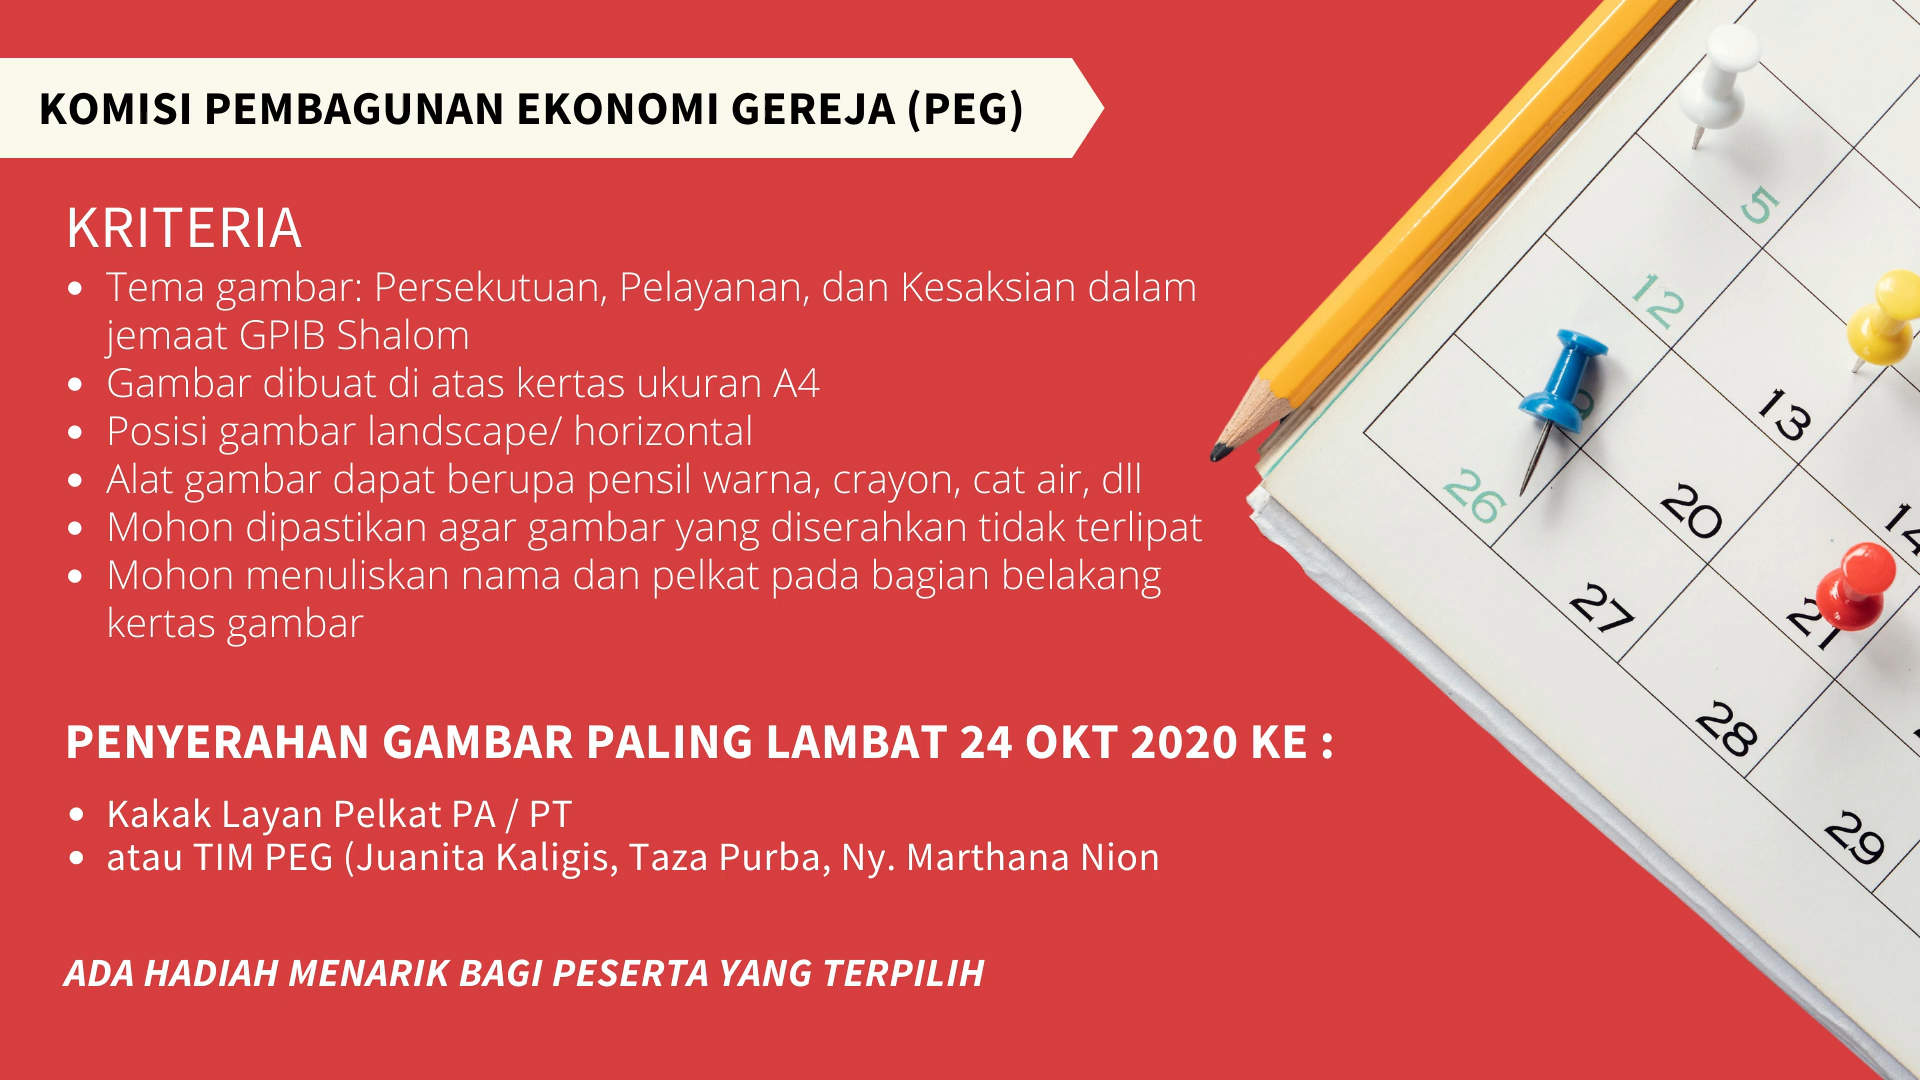 KOMISI PEMBAGUNAN EKONOMI GEREJA (PEG)
KRITERIA
• Tema gambar: Persekutuan, Pelayanan, dan Kesaksian dalam
jemaat GPIB Shalom
• Gambar dibuat di atas kertas ukuran A4
• Posisi gambar landscape/ horizontal
• Alat gambar dapat berupa pensil warna, crayon, cat air, dll
• Mohon dipastikan agar gambar yang diserahkan tidak terlipat
• Mohon menuliskan nama dan pelkat pada bagian belakang
kertas gambar
PENYERAHAN GAMBAR PALING LAMBAT 24 OKT 2020 KE :
• Kakak Layan Pelkat PA / PT
• atau TIM PEG (Juanita Kaligis, Taza Purba, Ny. Marthana Nion
ADA HADIAH MENARIK BAGI PESERTA YANG TERPILIH
5
12
13
14
20
21
26
27
28
29